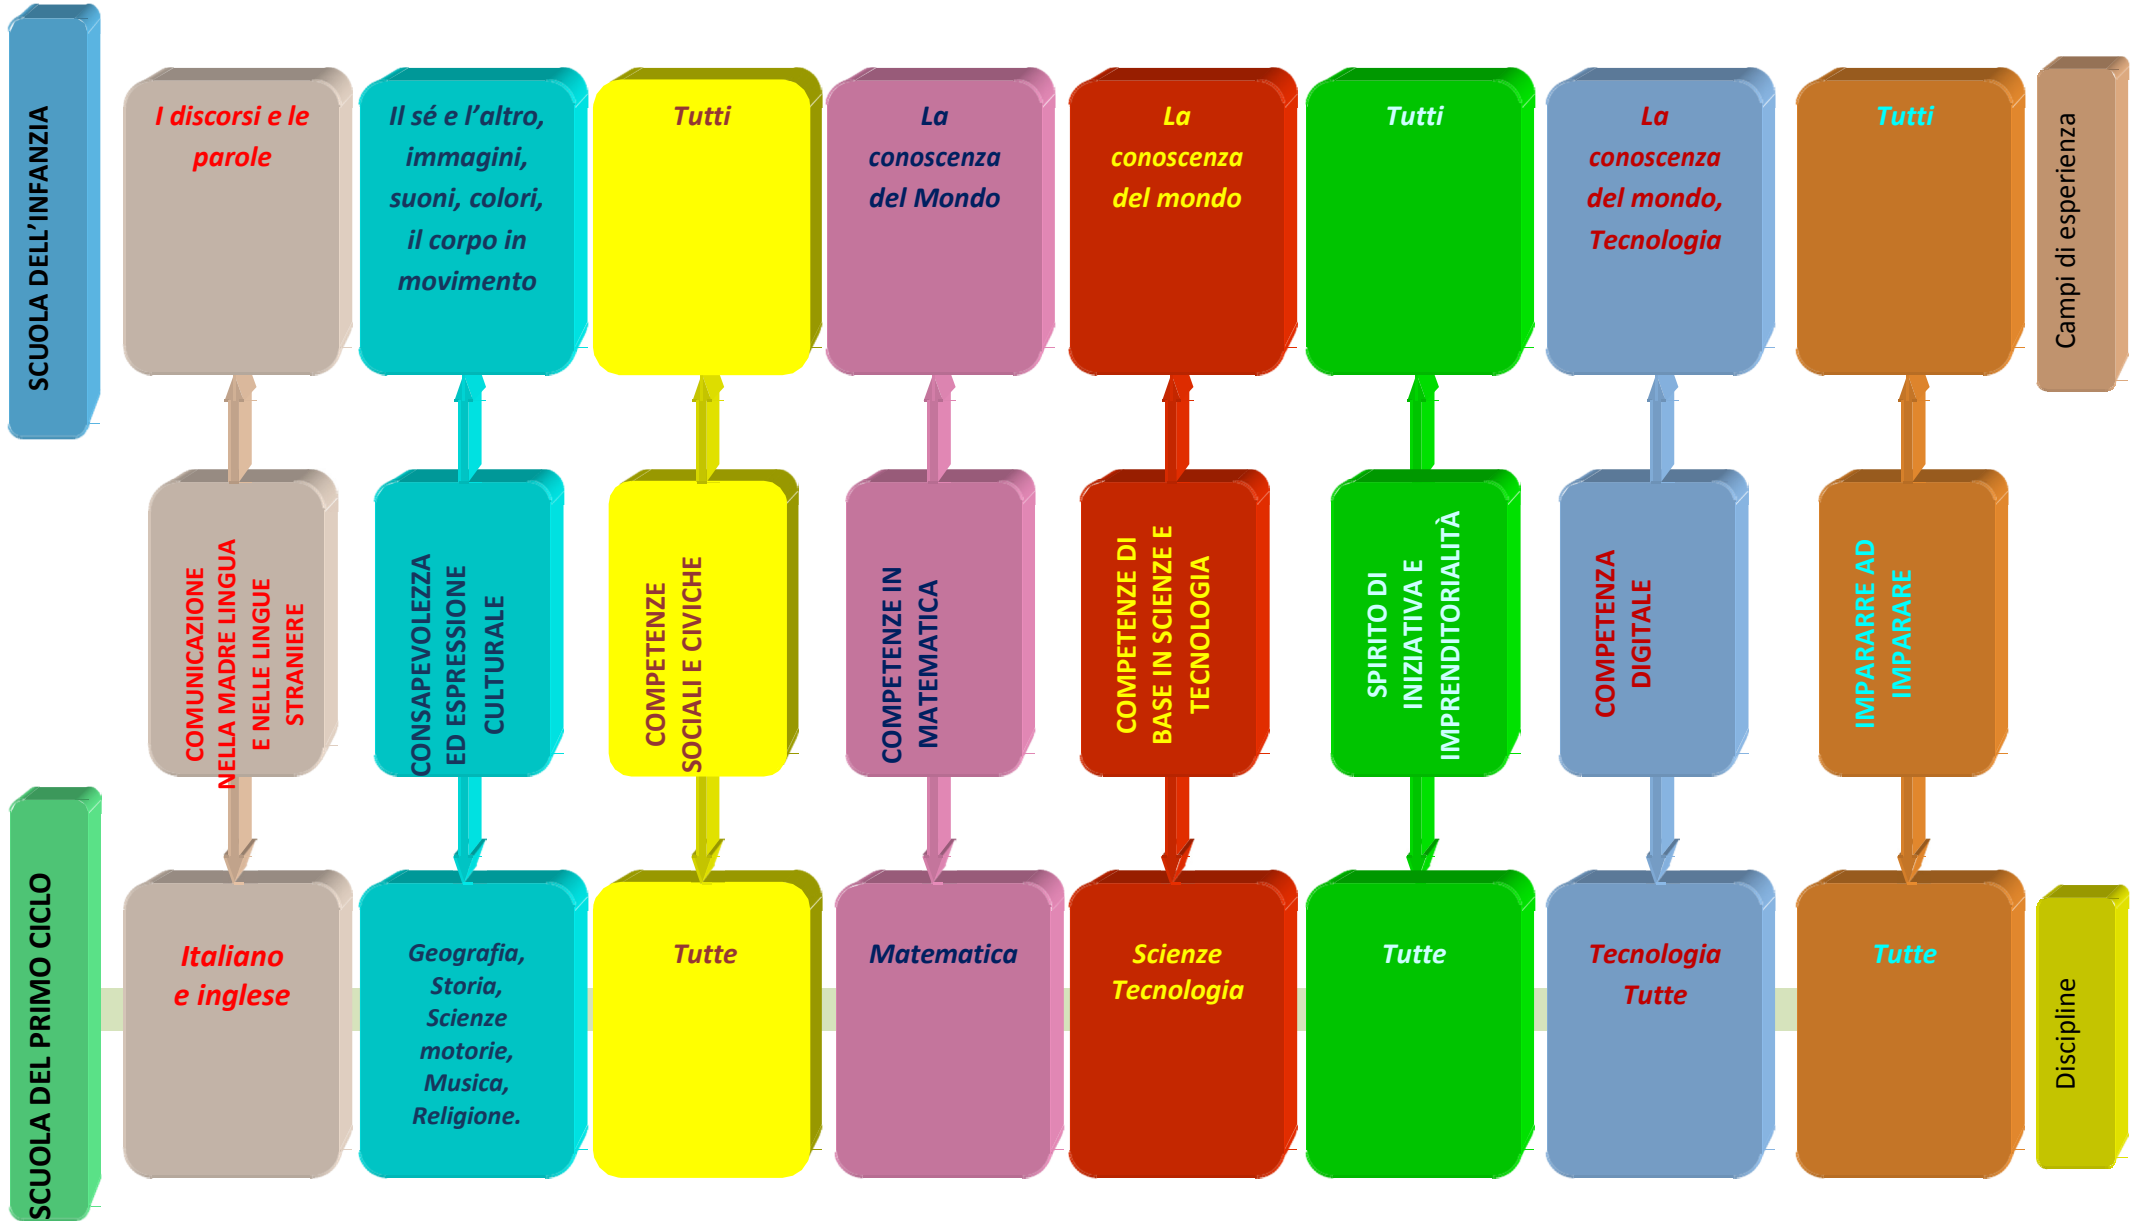 SCUOLA DELL’INFANZIA
I discorsi e le
parole
Il sé e l’altro,
immagini,
suoni, colori,
il corpo in
movimento
Tutti
La
conoscenza
del Mondo
La
conoscenza
del mondo
Tutti
La
conoscenza
del mondo,
Tecnologia
Tutti
Campi di esperienza
COMUNICAZIONE
NELLA MADRE LINGUA
E NELLE LINGUE
STRANIERE
CONSAPEVOLEZZA
ED ESPRESSIONE
CULTURALE
COMPETENZE
SOCIALI E CIVICHE
COMPETENZE IN
MATEMATICA
COMPETENZE DI
BASE IN SCIENZE E
TECNOLOGIA
SPIRITO DI
INIZIATIVA E
IMPRENDITORIALITÀ
COMPETENZA
DIGITALE
IMPARARE AD
IMPARARE
SCUOLA DEL PRIMO CICLO
Italiano
e inglese
Geografia,
Storia,
Scienze
motorie,
Musica,
Religione.
Tutte
Matematica
Scienze
Tecnologia
Tutte
Tecnologia
Tutte
Tutte
Discipline